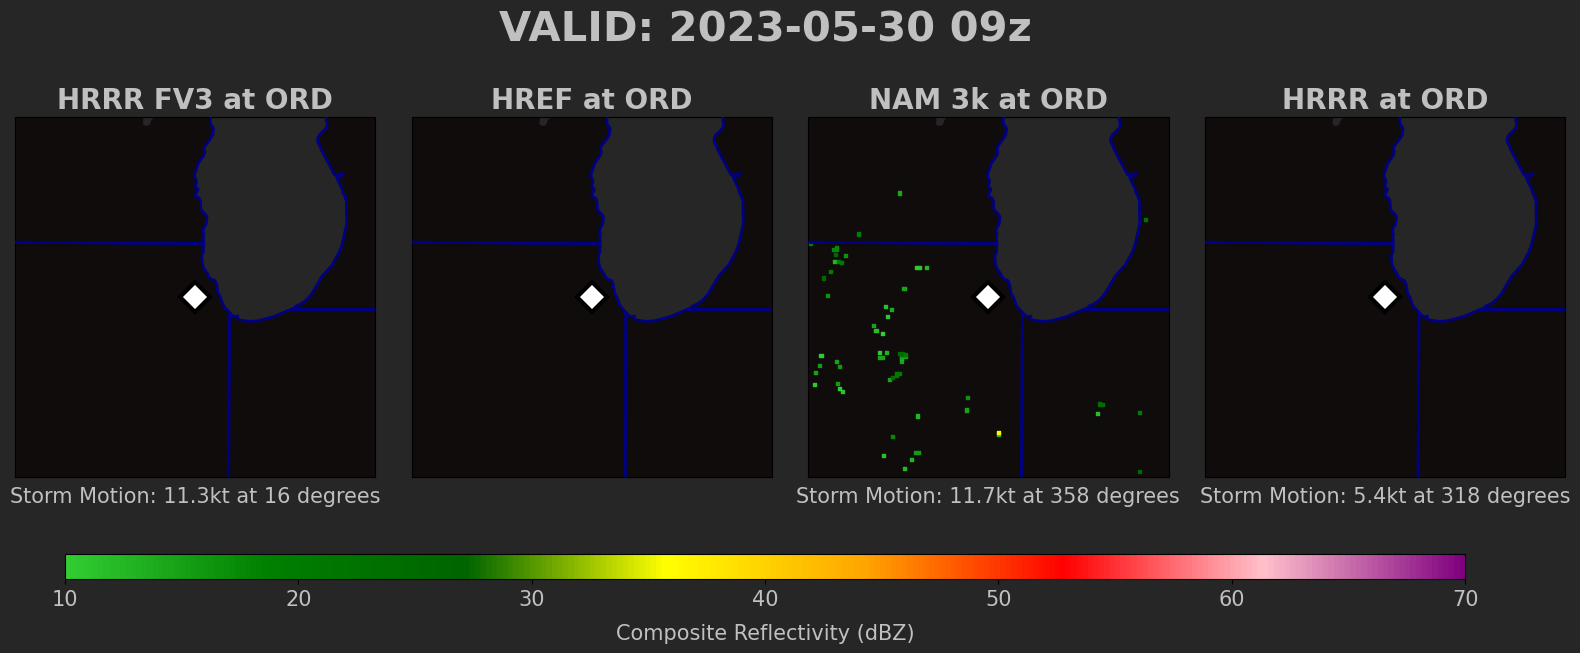 VALID: 2023-05-30 09z
HRRR FV3 at ORD
HREF at ORD
NAM 3k at ORD
HRRR at ORD
Storm Motion: 11.3kt at 16 degrees
Storm Motion: 11.7kt at 358 degrees
Storm Motion: 5.4kt at 318 degrees
10 20 30 40 50 60 70
Composite Reflectivity (dBZ)